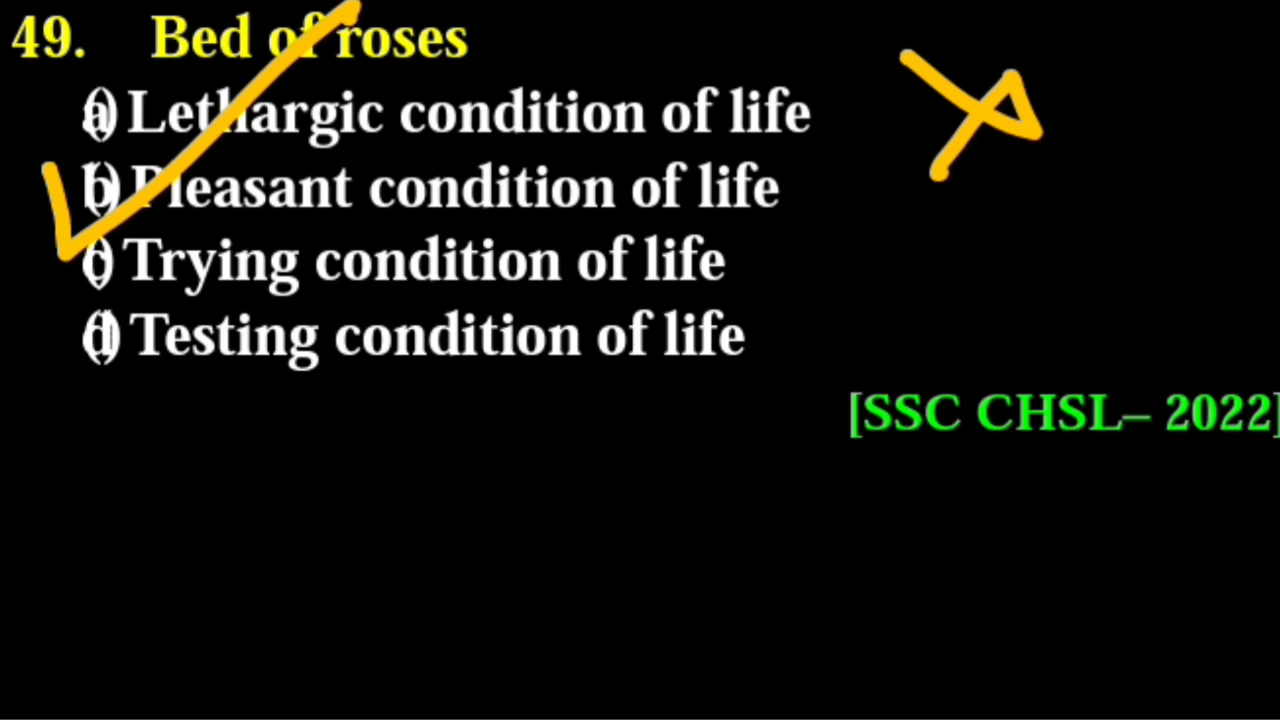 49. Bed of roses
a) Lethargic condition of life
b) Pleasant condition of life
c) Trying condition of life
d) Testing condition of life
[SSC CHSL– 2022]